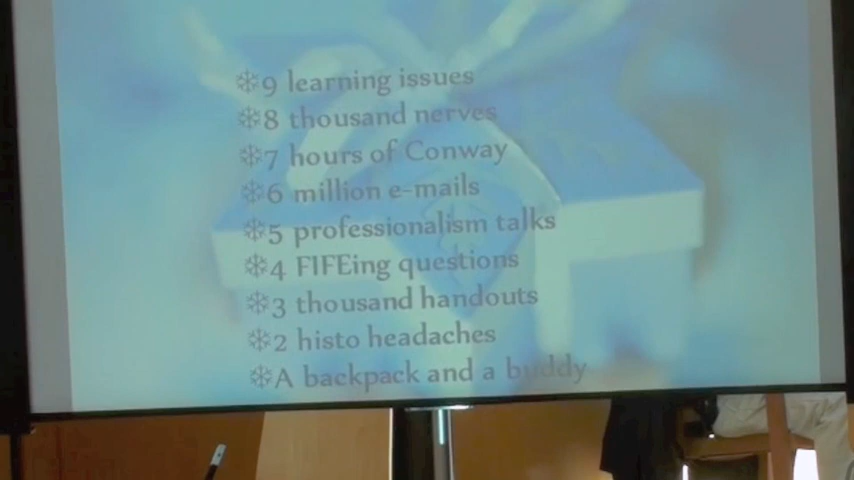 ❄9 learning issues
❄8 thousand nerves
❄7 hours of Conway
❄6 million e-mails
❄5 professionalism talks
❄4 FIFEing questions
❄3 thousand handouts
❄2 histo headaches
❄A backpack and a buddy